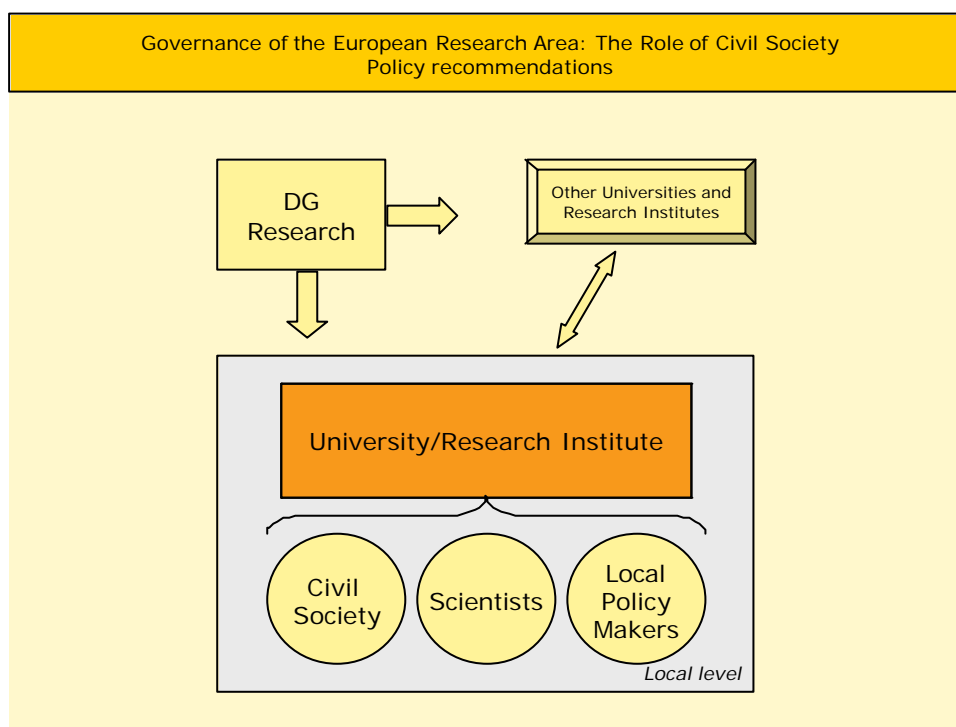 Governance of the European Research Area: The Role of Civil Society
Policy recommendations
DG
Research
Other Universities and
Research Institutes
University/Research Institute
Civil
Society
Scientists
Local
Policy
Makers
Local level